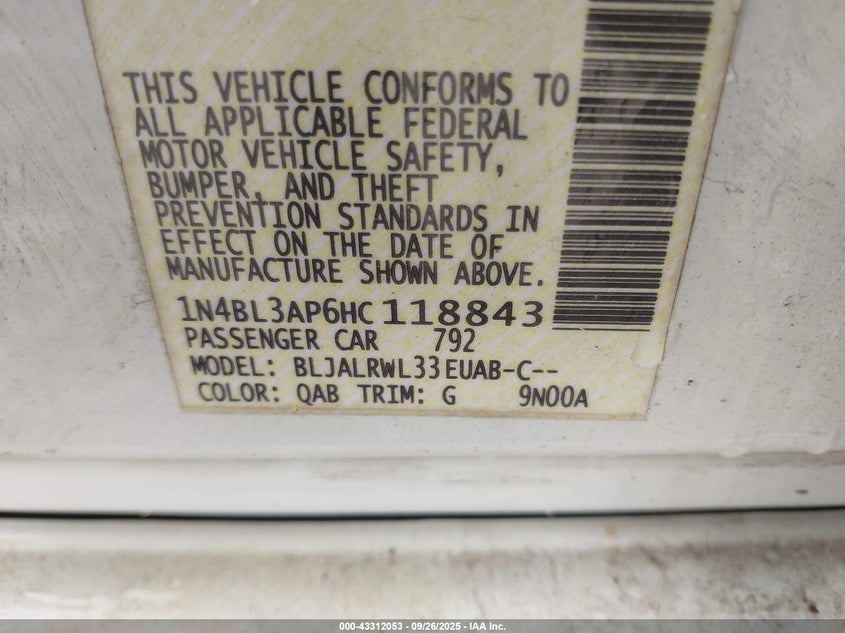 THIS VEHICLE CONFORMS TO
ALL APPLICABLE FEDERAL
MOTOR VEHICLE SAFETY,
BUMPER, AND THEFT
PREVENTION STANDARDS IN
EFFECT ON THE DATE OF
MANUFACTURE SHOWN ABOVE.
1N4BL3AP6HC118843
PASSENGER CAR 792
MODEL: BLJALRWL33EUAB-C--
COLOR: QAB TRIM: G 9N00A
000-43312053 - 09/26/2025 - IAA Inc.